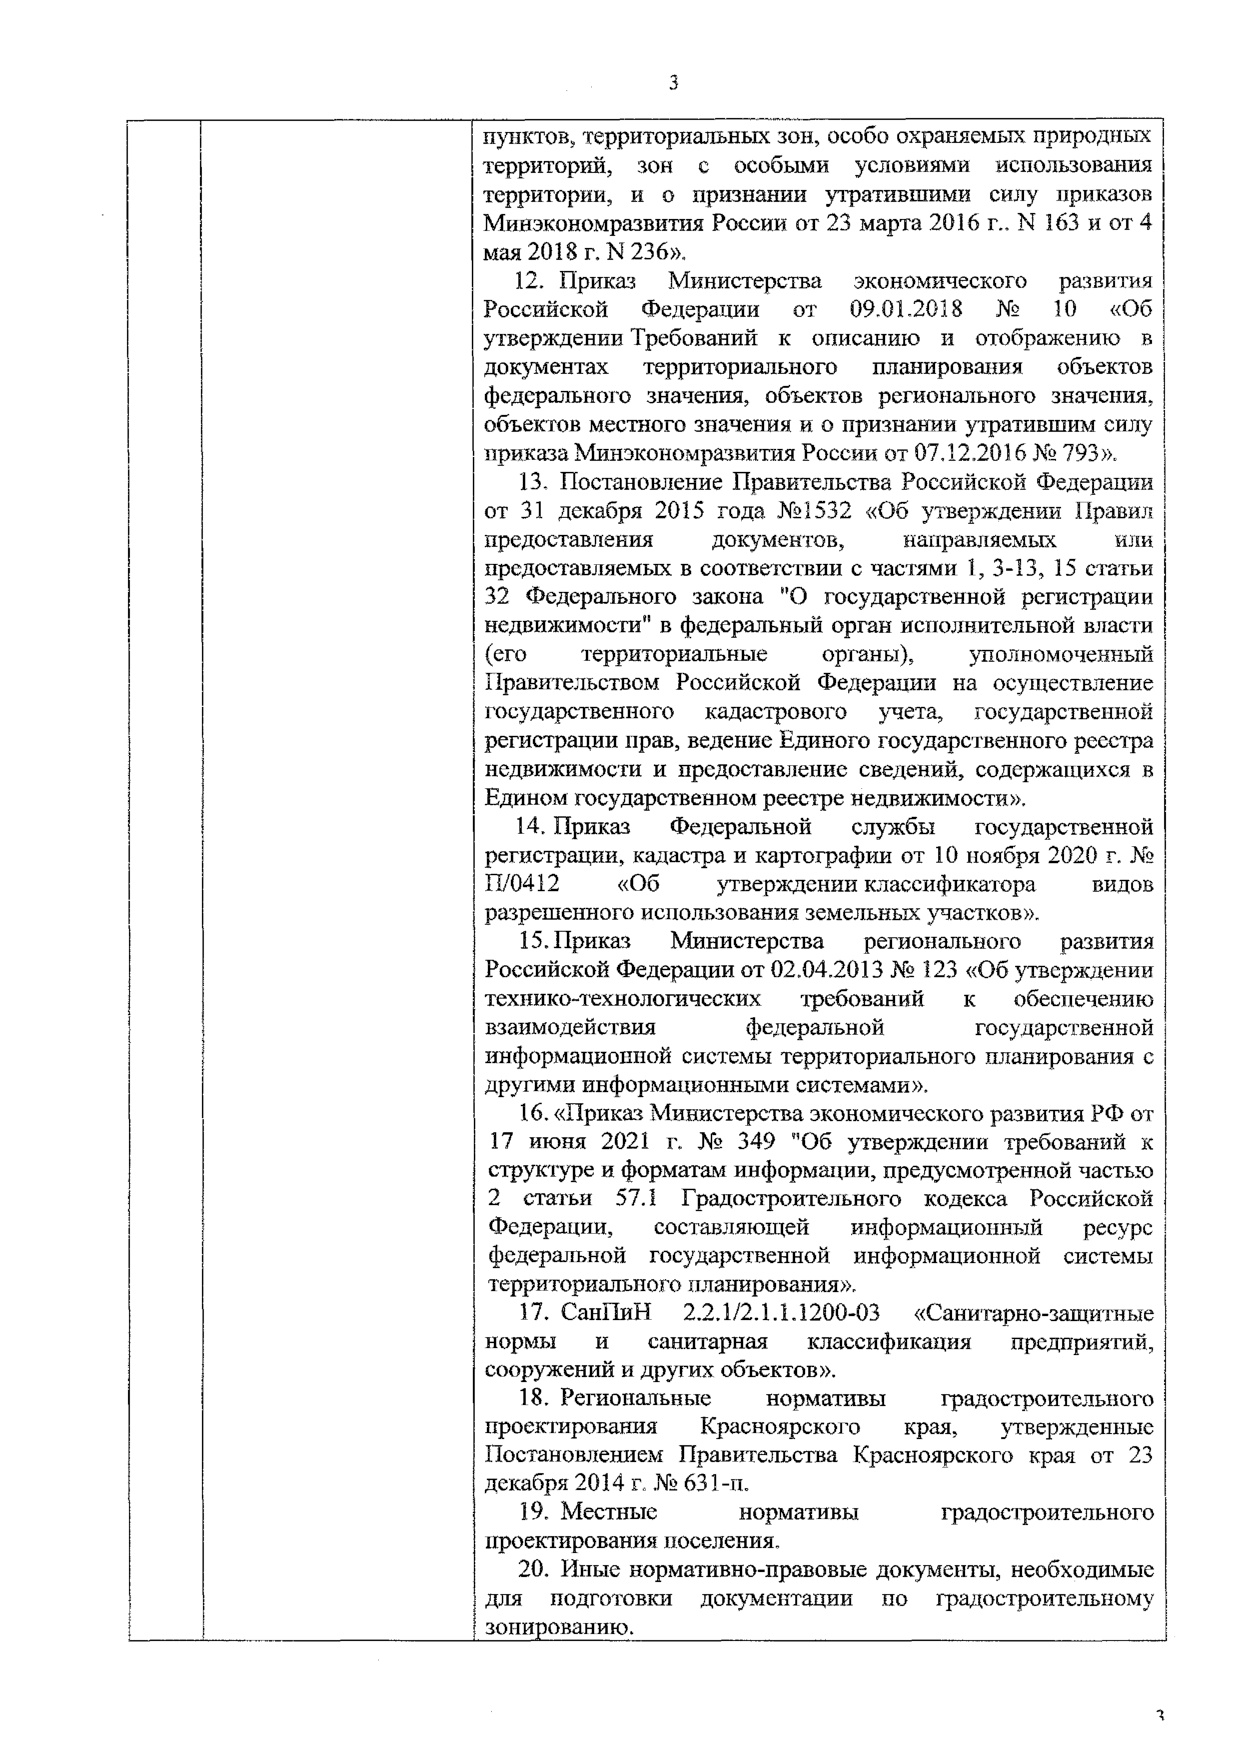 3
пунктов, территориальных зон, особо охраняемых природных
территорий, зон с особыми условиями использования
территории, и о признании утратившими силу приказов
Минэкономразвития России от 23 марта 2016 г.. N 163 и от 4
мая 2018 г. N 236».
12. Приказ Министерства экономического развития
Российской Федерации от 09.01.2018 № 10 «Об
утверждении Требований к описанию и отображению в
документах территориального планирования объектов
федерального значения, объектов регионального значения,
объектов местного значения и о признании утратившим силу
приказа Минэкономразвития России от 07.12.2016 № 793».
13. Постановление Правительства Российской Федерации
от 31 декабря 2015 года №1532 «Об утверждении Правил
предоставления документов, направляемых или
предоставляемых в соответствии с частями 1, 3-13, 15 статьи
32 Федерального закона "О государственной регистрации
недвижимости" в федеральный орган исполнительной власти
(его территориальные органы), уполномоченный
Правительством Российской Федерации на осуществление
государственного кадастрового учета, государственной
регистрации прав, ведение Единого государственного реестра
недвижимости и предоставление сведений, содержащихся в
Едином государственном реестре недвижимости».
14. Приказ Федеральной службы государственной
регистрации, кадастра и картографии от 10 ноября 2020 г. №
П/0412 «Об утверждении классификатора видов
разрешенного использования земельных участков».
15. Приказ Министерства регионального развития
Российской Федерации от 02.04.2013 № 123 «Об утверждении
технико-технологических требований к обеспечению
взаимодействия федеральной государственной
информационной системы территориального планирования с
другими информационными системами».
16. «Приказ Министерства экономического развития РФ от
17 июня 2021 г. № 349 "Об утверждении требований к
структуре и форматам информации, предусмотренной частью
2 статьи 57.1 Градостроительного кодекса Российской
Федерации, составляющей информационный ресурс
федеральной государственной информационной системы
территориального планирования».
17. СанПиН 2.2.1/2.1.1.1200-03 «Санитарно-защитные
нормы и санитарная классификация предприятий,
сооружений и других объектов».
18. Региональные нормативы градостроительного
проектирования Красноярского края, утвержденные
Постановлением Правительства Красноярского края от 23
декабря 2014 г. № 631-п.
19. Местные нормативы градостроительного
проектирования поселения.
20. Иные нормативно-правовые документы, необходимые
для подготовки документации по градостроительному
зонированию.
3